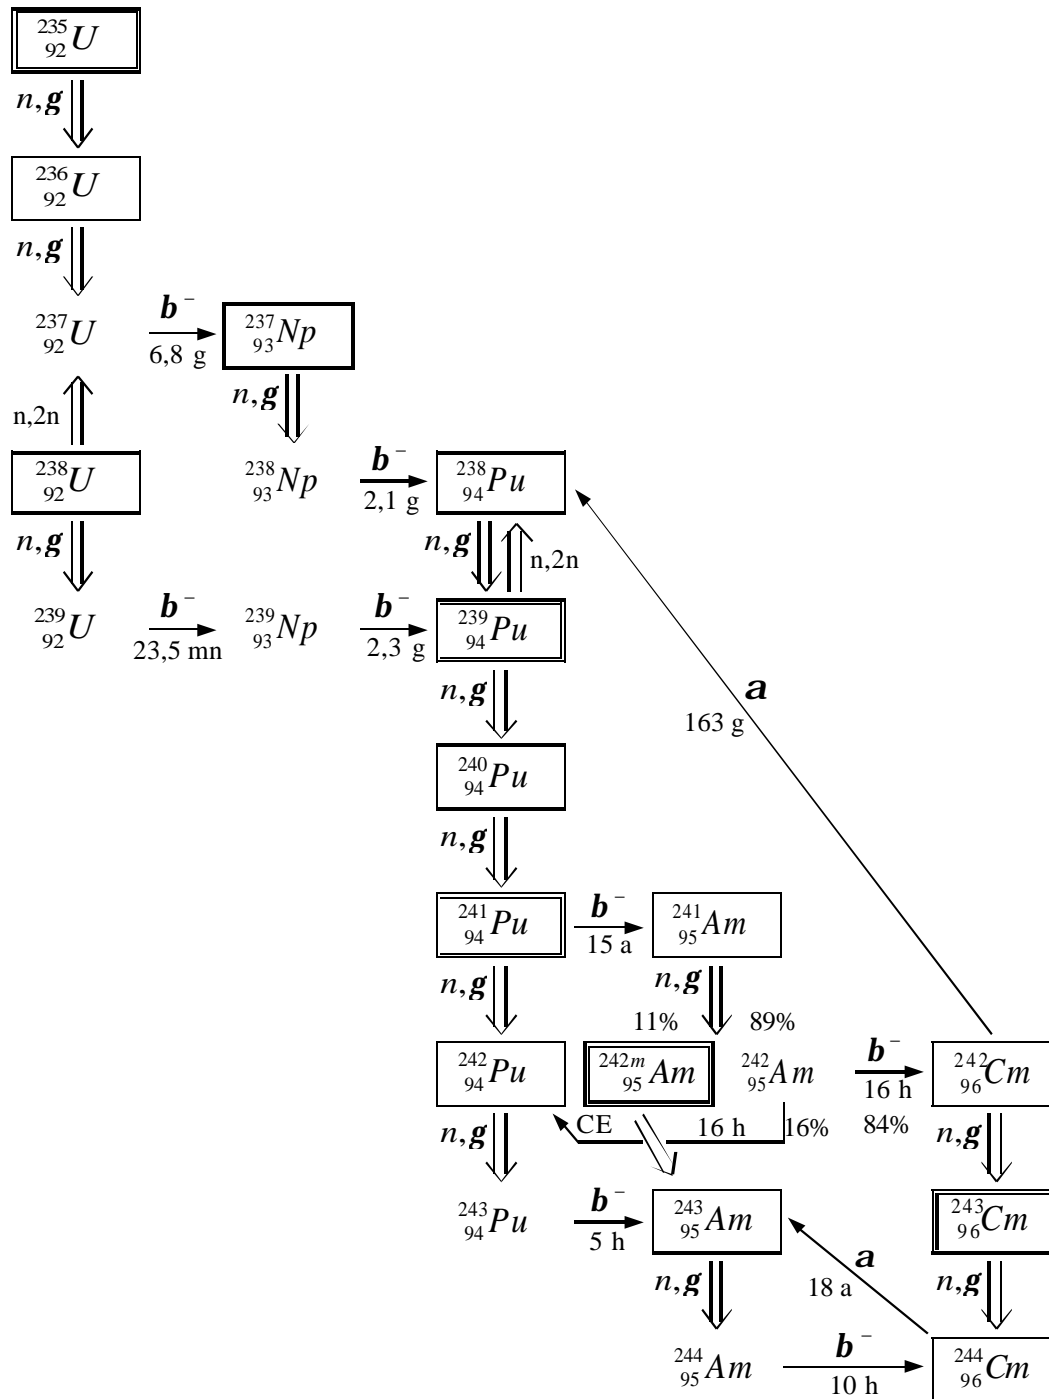 235 92 U
n,g
236 92 U
n,g
237 92 U b – 6,8 g 237 93 Np
n,2n n,g
238 92 U 238 93 Np b – 2,1 g 238 94 Pu
n,g n,g n,2n
239 92 U b – 23,5 mn 239 93 Np b – 2,3 g 239 94 Pu
n,g a
163 g
240 94 Pu
n,g
241 94 Pu b – 15 a 241 95 Am
n,g n,g
11% 89%
242 94 Pu 242m 95 Am 242 95 Am b – 16 h 242 96 Cm
n,g CE 16 h 16% 84% n,g
243 94 Pu b – 5 h 243 95 Am 243 96 Cm
n,g a 18 a n,g
244 95 Am b – 10 h 244 96 Cm